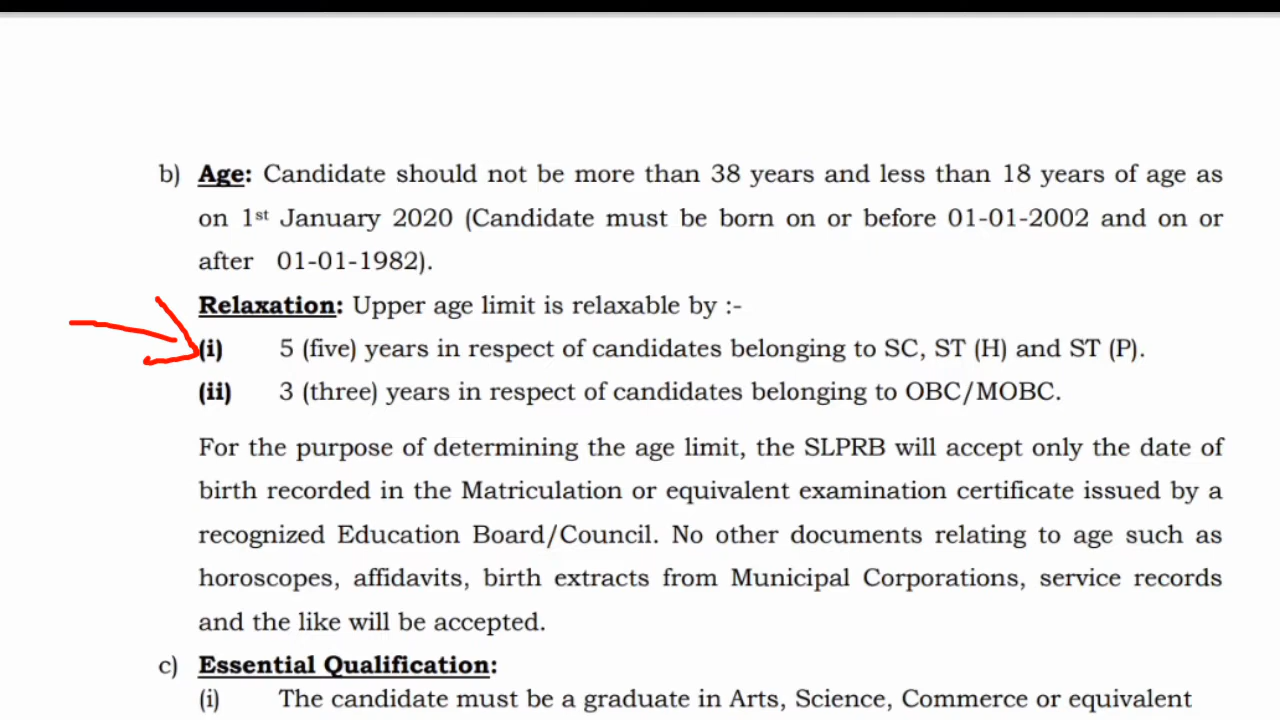 b) Age: Candidate should not be more than 38 years and less than 18 years of age as
on 1st January 2020 (Candidate must be born on or before 01-01-2002 and on or
after 01-01-1982).
Relaxation: Upper age limit is relaxable by :-
(i) 5 (five) years in respect of candidates belonging to SC, ST (H) and ST (P).
(ii) 3 (three) years in respect of candidates belonging to OBC/MOBC.
For the purpose of determining the age limit, the SLPRB will accept only the date of
birth recorded in the Matriculation or equivalent examination certificate issued by a
recognized Education Board/Council. No other documents relating to age such as
horoscopes, affidavits, birth extracts from Municipal Corporations, service records
and the like will be accepted.
c) Essential Qualification:
(i) The candidate must be a graduate in Arts, Science, Commerce or equivalent